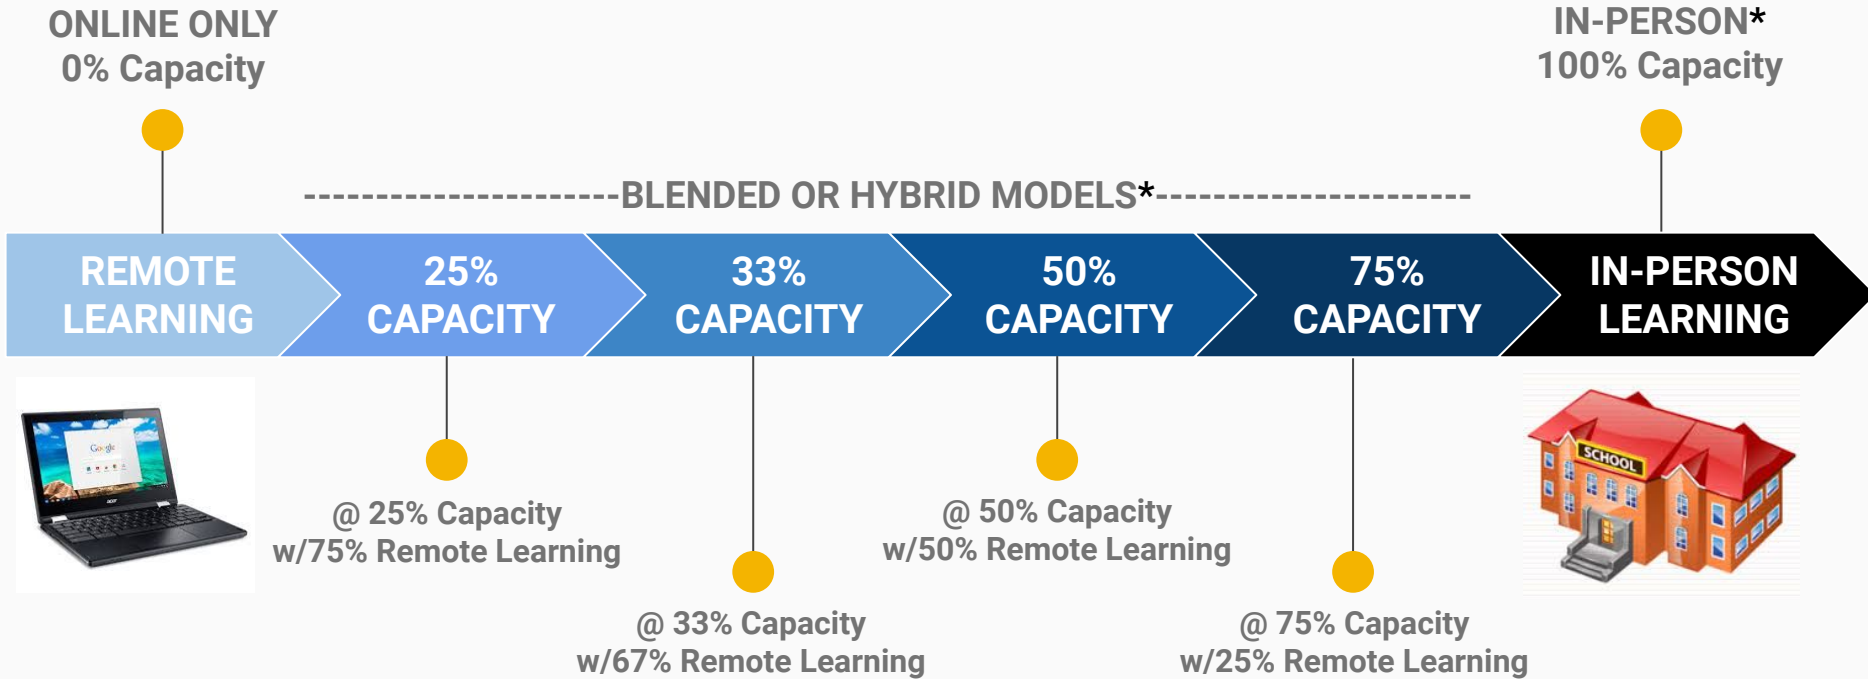 ONLINE ONLY
0% Capacity
IN-PERSON*
100% Capacity
---------------------BLENDED OR HYBRID MODELS*---------------------
REMOTE
LEARNING
25%
CAPACITY
33%
CAPACITY
50%
CAPACITY
75%
CAPACITY
IN-PERSON
LEARNING
Google
acer
SCHOOL
@ 25% Capacity
w/75% Remote Learning
@ 50% Capacity
w/50% Remote Learning
@ 33% Capacity
w/67% Remote Learning
@ 75% Capacity
w/25% Remote Learning